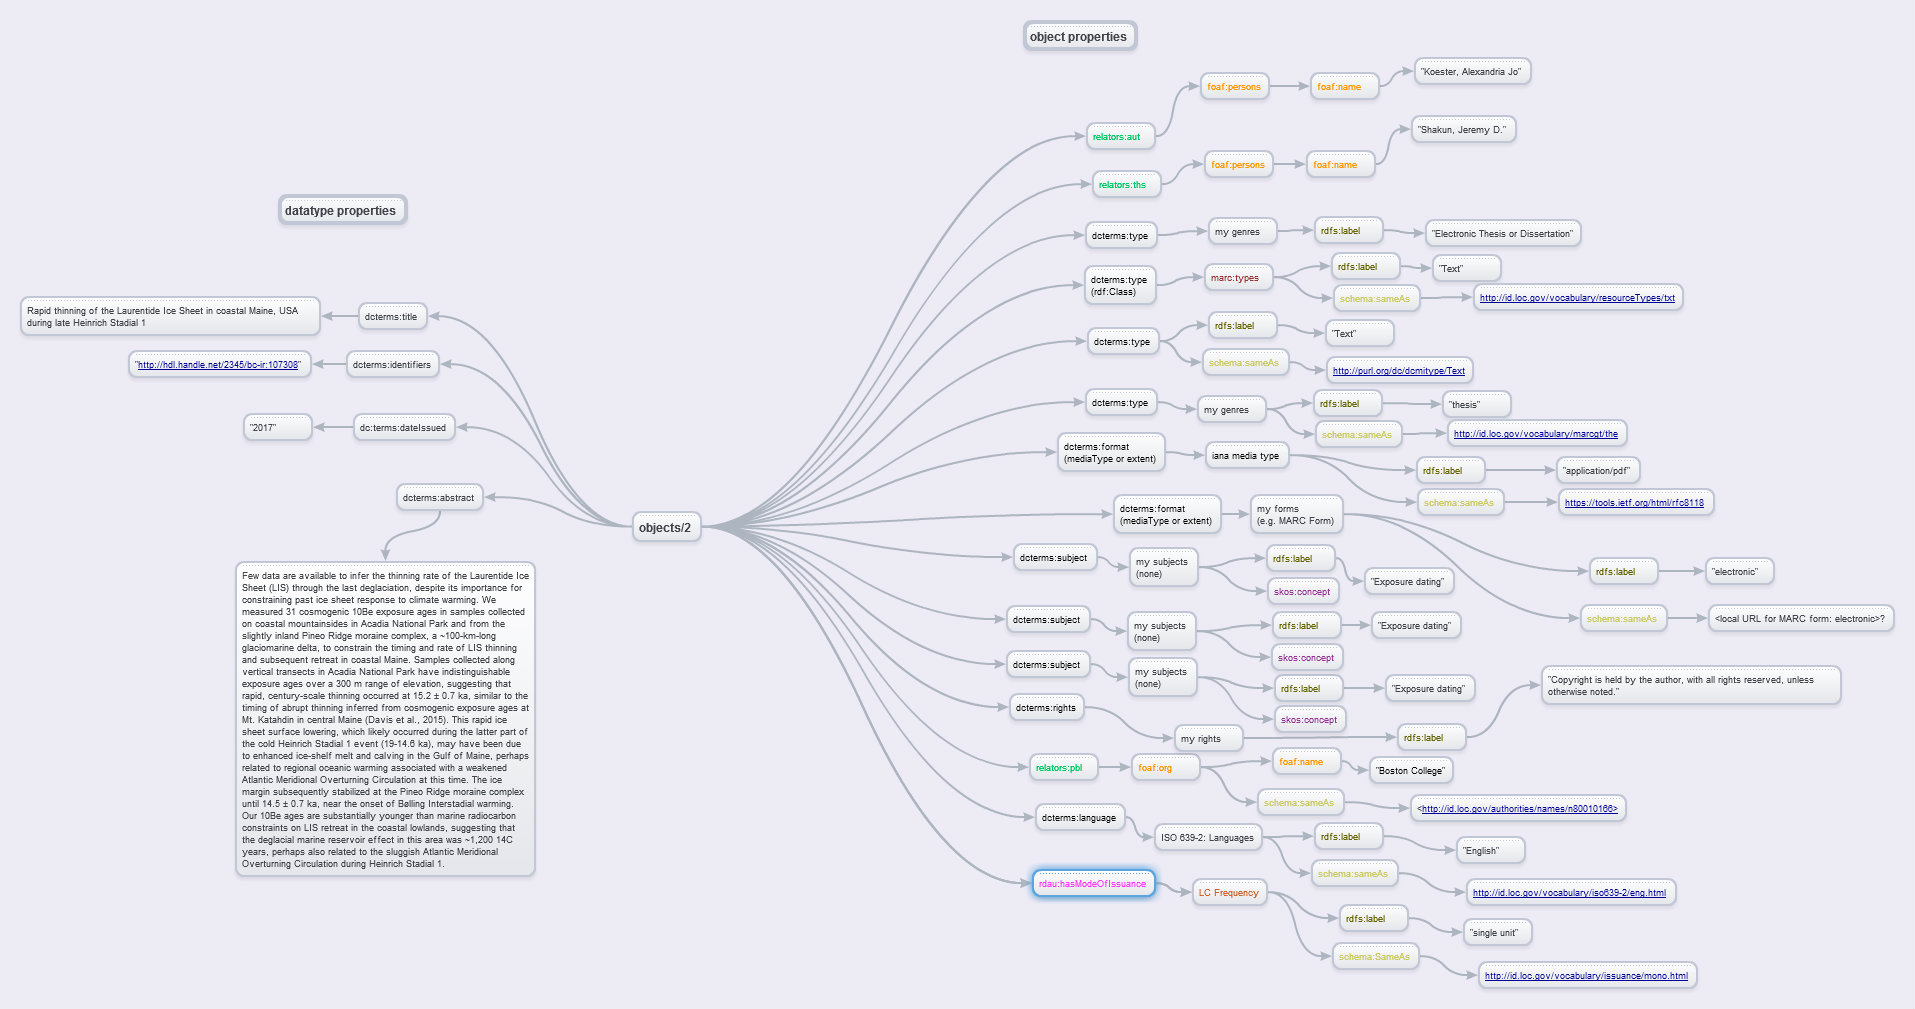 object properties
"Koester, Alexandria Jo"
foaf:persons
foaf:name
relators:aut
"Shakun, Jeremy D."
foaf:persons
foaf:name
relators:ths
datatype properties
dcterms:type
my genres
rdfs:label
"Electronic Thesis or Dissertation"
dcterms:type
(rdf:Class)
marc:types
rdfs:label
"Text"
schema:sameAs
http://id.loc.gov/vocabulary/resourceTypes/txt
Rapid thinning of the Laurentide Ice Sheet in coastal Maine, USA
during late Heinrich Stadial 1
dcterms:title
dcterms:type
rdfs:label
"Text"
schema:sameAs
http://purl.org/dc/dcmitype/Text
"http://hdl.handle.net/2345/bc-ir:107308"
dcterms:identifiers
dcterms:type
my genres
rdfs:label
"thesis"
schema:sameAs
http://id.loc.gov/vocabulary/marcgt/the
"2017"
dc:terms:dateIssued
dcterms:format
(mediaType or extent)
iana media type
rdfs:label
"application/pdf"
schema:sameAs
https://tools.ietf.org/html/rfc8118
dcterms:abstract
objects/2
dcterms:format
(mediaType or extent)
my forms
(e.g. MARC Form)
rdfs:label
"electronic"
schema:sameAs
<local URL for MARC form: electronic>?
dcterms:subject
my subjects
(none)
rdfs:label
"Exposure dating"
skos:concept
dcterms:subject
my subjects
(none)
rdfs:label
"Exposure dating"
skos:concept
dcterms:subject
my subjects
(none)
rdfs:label
"Exposure dating"
skos:concept
dcterms:rights
my rights
rdfs:label
"Copyright is held by the author, with all rights reserved, unless
otherwise noted."
relators:pbl
foaf:org
foaf:name
"Boston College"
schema:sameAs
<http://id.loc.gov/authorities/names/n80010166>
dcterms:language
ISO 639-2: Languages
rdfs:label
"English"
schema:sameAs
http://id.loc.gov/vocabulary/iso639-2/eng.html
rdau:hasModeOfIssuance
LC Frequency
rdfs:label
"single unit"
schema:SameAs
http://id.loc.gov/vocabulary/issuance/mono.html
Few data are available to infer the thinning rate of the Laurentide Ice
Sheet (LIS) through the last deglaciation, despite its importance for
constraining past ice sheet response to climate warming. We
measured 31 cosmogenic 10Be exposure ages in samples collected
on coastal mountainsides in Acadia National Park and from the
slightly inland Pineo Ridge moraine complex, a ~100-km-long
glaciomarine delta, to constrain the timing and rate of LIS thinning
and subsequent retreat in coastal Maine. Samples collected along
vertical transects in Acadia National Park have indistinguishable
exposure ages over a 300 m range of elevation, suggesting that
rapid, century-scale thinning occurred at 15.2 ± 0.7 ka, similar to the
timing of abrupt thinning inferred from cosmogenic exposure ages at
Mt. Katahdin in central Maine (Davis et al., 2015). This rapid ice
sheet surface lowering, which likely occurred during the latter part of
the cold Heinrich Stadial 1 event (19-14.6 ka), may have been due
to enhanced ice-shelf melt and calving in the Gulf of Maine, perhaps
related to regional oceanic warming associated with a weakened
Atlantic Meridional Overturning Circulation at this time. The ice
margin subsequently stabilized at the Pineo Ridge moraine complex
until 14.5 ± 0.7 ka, near the onset of Bølling Interstadial warming.
Our 10Be ages are substantially younger than marine radiocarbon
constraints on LIS retreat in the coastal lowlands, suggesting that
the deglacial marine reservoir effect in this area was ~1,200 14C
years, perhaps also related to the sluggish Atlantic Meridional
Overturning Circulation during Heinrich Stadial 1.